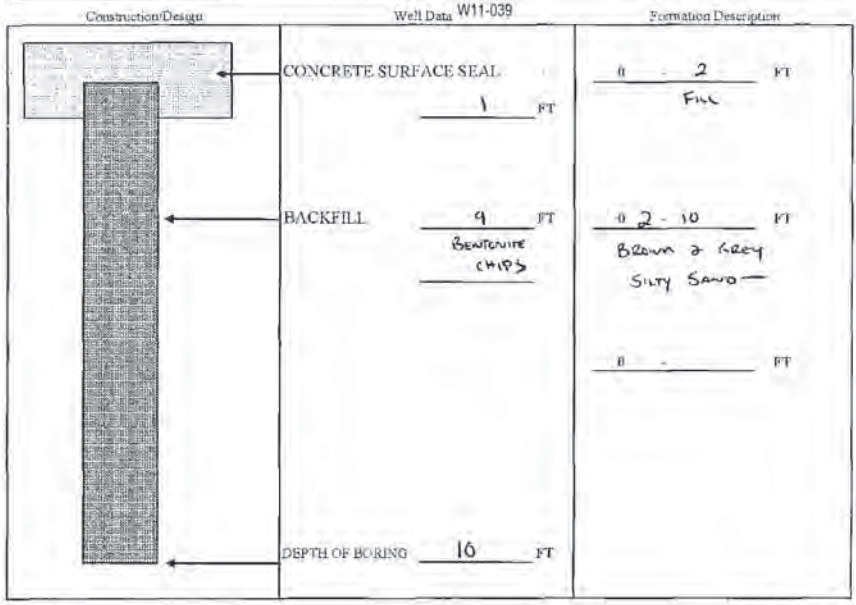 Construction/Design
Well Data W11-039
Formation Description
CONCRETE SURFACE SEAL
1 FT
0 - 2 FT
FILL
BACKFILL 9 FT
BENTONITE
CHIPS
0 2 - 10 FT
BROWN & GREY
SILTY SAND
0 - FT
DEPTH OF BORING 10 FT